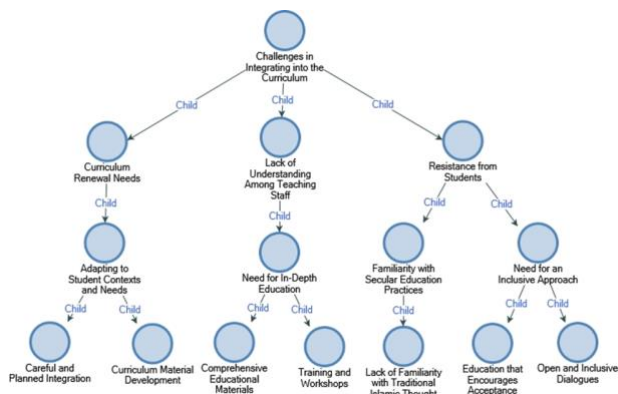 Challenges in
Integrating into the
Curriculum
Child
Child
Child
Curriculum
Renewal Needs
Lack of
Understanding
Among Teaching
Staff
Resistance from
Students
Child
Child
Child
Child
Adapting to
Student Contexts
and Needs
Need for In-Depth
Education
Familiarity with
Secular Education
Practices
Need for an
Inclusive Approach
Child
Child
Child
Child
Child
Child
Child
Careful and
Planned Integration
Curriculum Material
Development
Comprehensive
Educational
Materials
Training and
Workshops
Lack of Familiarity
with Traditional
Islamic Thought
Education that
Encourages
Acceptance
Open and Inclusive
Dialogues